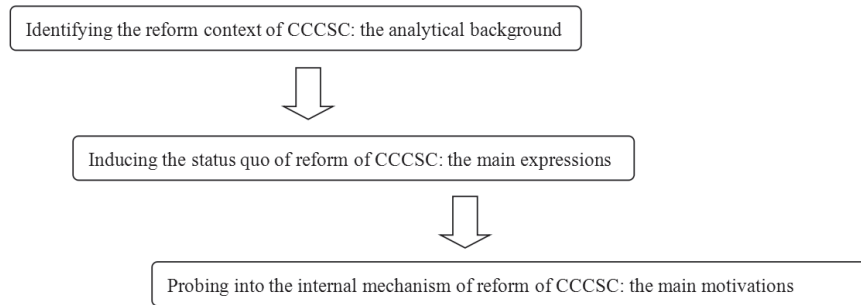 Identifying the reform context of CCCSC: the analytical background
Inducing the status quo of reform of CCCSC: the main expressions
Probing into the internal mechanism of reform of CCCSC: the main motivations